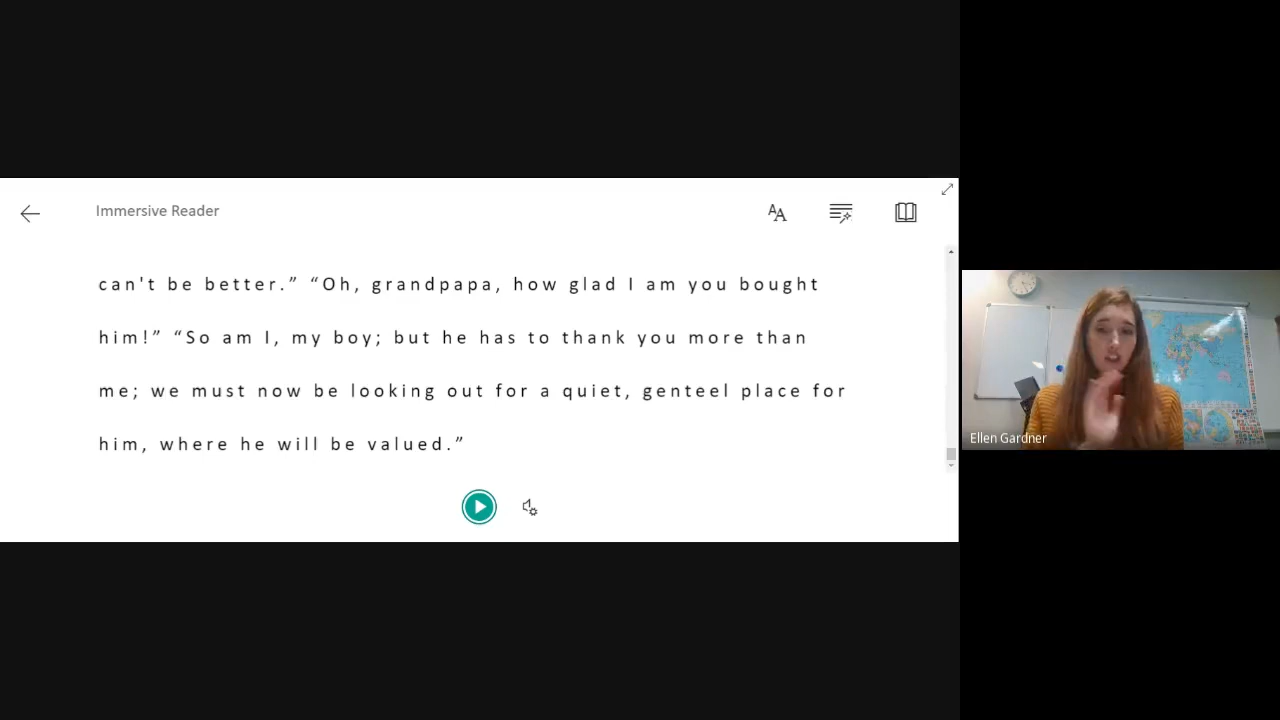 Immersive Reader
can't be better.” “Oh, grandpapa, how glad I am you bought
him!” “So am I, my boy; but he has to thank you more than
me; we must now be looking out for a quiet, genteel place for
him, where he will be valued.”
Ellen Gardner